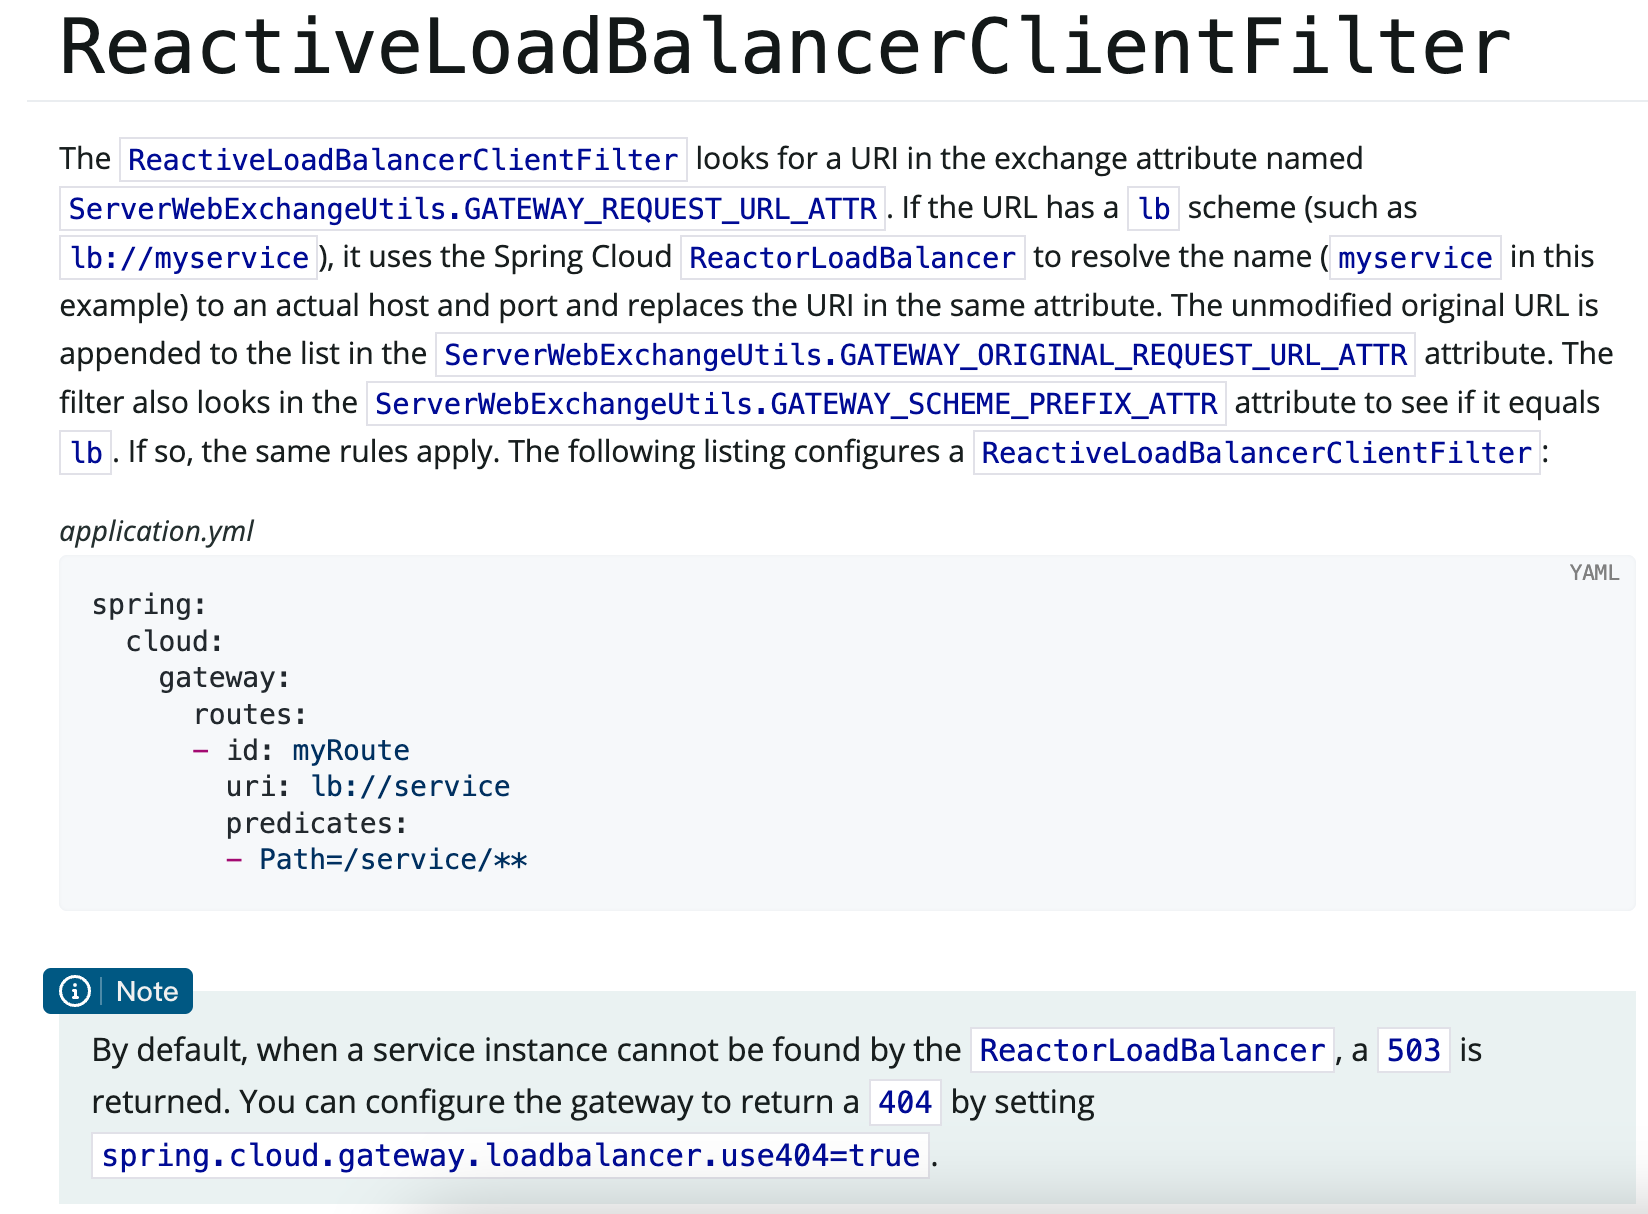 ReactiveLoadBalancerClientFilter
The ReactiveLoadBalancerClientFilter looks for a URI in the exchange attribute named
ServerWebExchangeUtils.GATEWAY_REQUEST_URL_ATTR. If the URL has a lb scheme (such as
lb://myservice), it uses the Spring Cloud ReactorLoadBalancer to resolve the name (myservice in this
example) to an actual host and port and replaces the URI in the same attribute. The unmodified original URL is
appended to the list in the ServerWebExchangeUtils.GATEWAY_ORIGINAL_REQUEST_URL_ATTR attribute. The
filter also looks in the ServerWebExchangeUtils.GATEWAY_SCHEME_PREFIX_ATTR attribute to see if it equals
lb. If so, the same rules apply. The following listing configures a ReactiveLoadBalancerClientFilter:
application.yml
YAML
spring:
  cloud:
    gateway:
      routes:
      - id: myRoute
        uri: lb://service
        predicates:
        - Path=/service/**
Note
By default, when a service instance cannot be found by the ReactorLoadBalancer, a 503 is
returned. You can configure the gateway to return a 404 by setting
spring.cloud.gateway.loadbalancer.use404=true.